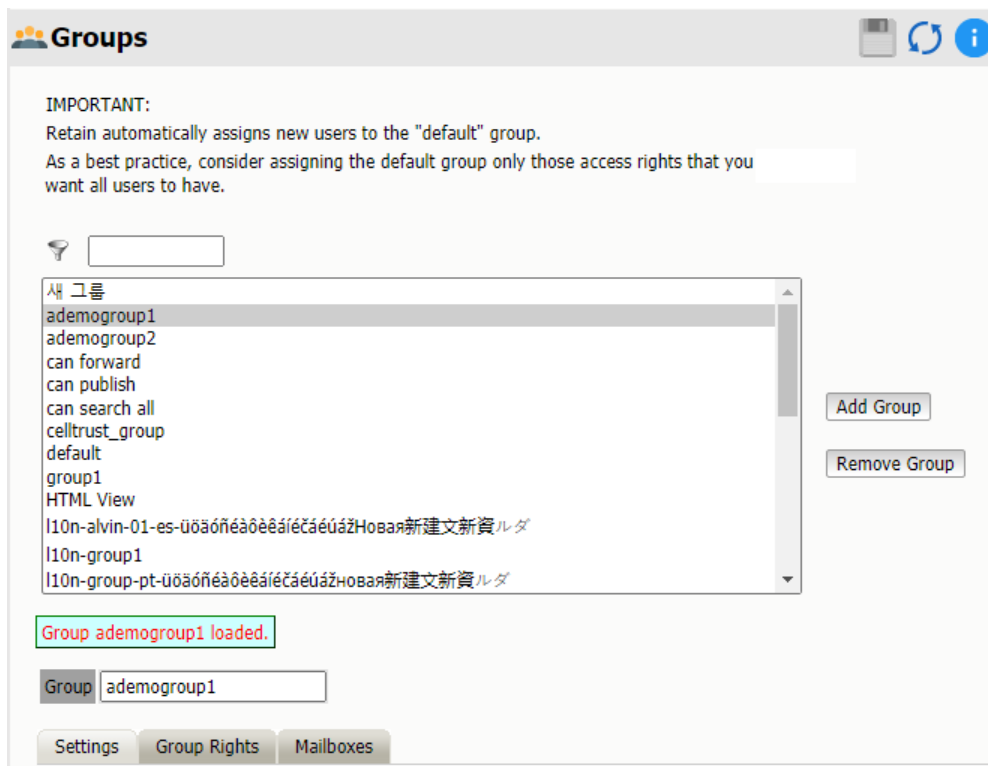 Groups
i
IMPORTANT:
Retain automatically assigns new users to the "default" group.
As a best practice, consider assigning the default group only those access rights that you
want all users to have.
새 그룹
ademogroup1
ademogroup2
can forward
can publish
can search all
celltrust_group
default
group1
HTML View
l10n-alvin-01-es-üöäóñéàôèêáíéčáéúážНовая新建文新資ルダ
l10n-group1
l10n-group-pt-üöäóñéàôèêáíéčáéúážновая新建文新資ルダ
Add Group
Remove Group
Group ademogroup1 loaded.
Group ademogroup1
Settings Group Rights Mailboxes